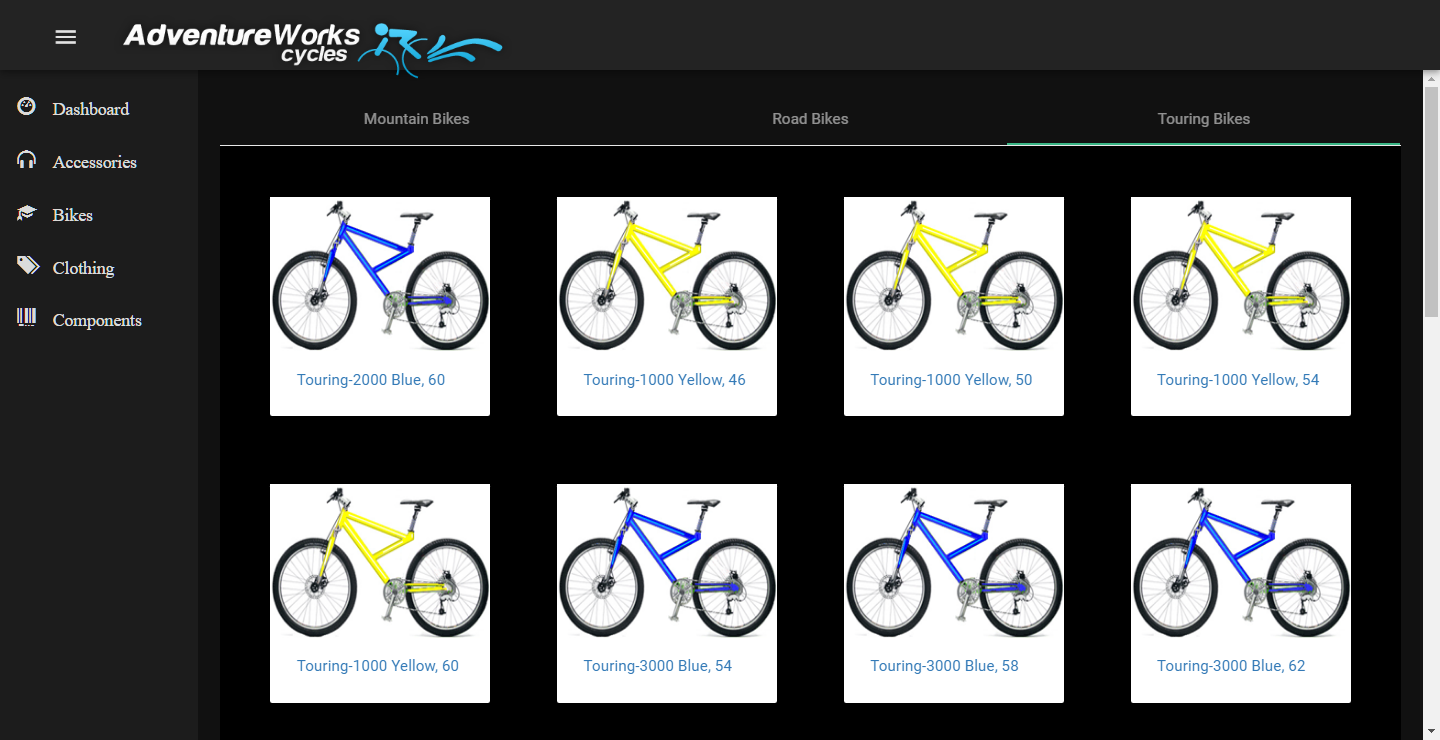 AdventureWorks
cycles
Dashboard
Accessories
Bikes
Clothing
Components
Mountain Bikes
Road Bikes
Touring Bikes
Touring-2000 Blue, 60
Touring-1000 Yellow, 46
Touring-1000 Yellow, 50
Touring-1000 Yellow, 54
Touring-1000 Yellow, 60
Touring-3000 Blue, 54
Touring-3000 Blue, 58
Touring-3000 Blue, 62